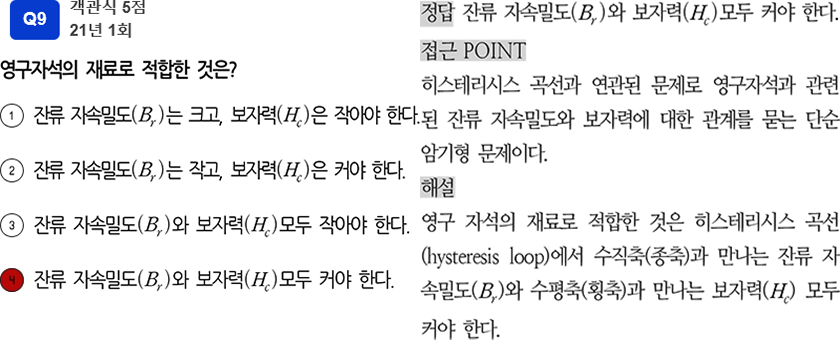 Q9
객관식 5점
21년 1회
영구자석의 재료로 적합한 것은?
① 잔류 자속밀도(Br)는 크고, 보자력(Hc)은 작아야 한다.
② 잔류 자속밀도(Br)는 작고, 보자력(Hc)은 커야 한다.
③ 잔류 자속밀도(Br)와 보자력(Hc)모두 작아야 한다.
④ 잔류 자속밀도(Br)와 보자력(Hc)모두 커야 한다.
정답 잔류 자속밀도(Br)와 보자력(Hc)모두 커야 한다.
접근 POINT
히스테리시스 곡선과 연관된 문제로 영구자석과 관련
된 잔류 자속밀도와 보자력에 대한 관계를 묻는 단순
암기형 문제이다.
해설
영구 자석의 재료로 적합한 것은 히스테리시스 곡선
(hysteresis loop)에서 수직축(종축)과 만나는 잔류 자
속밀도(Br)와 수평축(횡축)과 만나는 보자력(Hc) 모두
커야 한다.